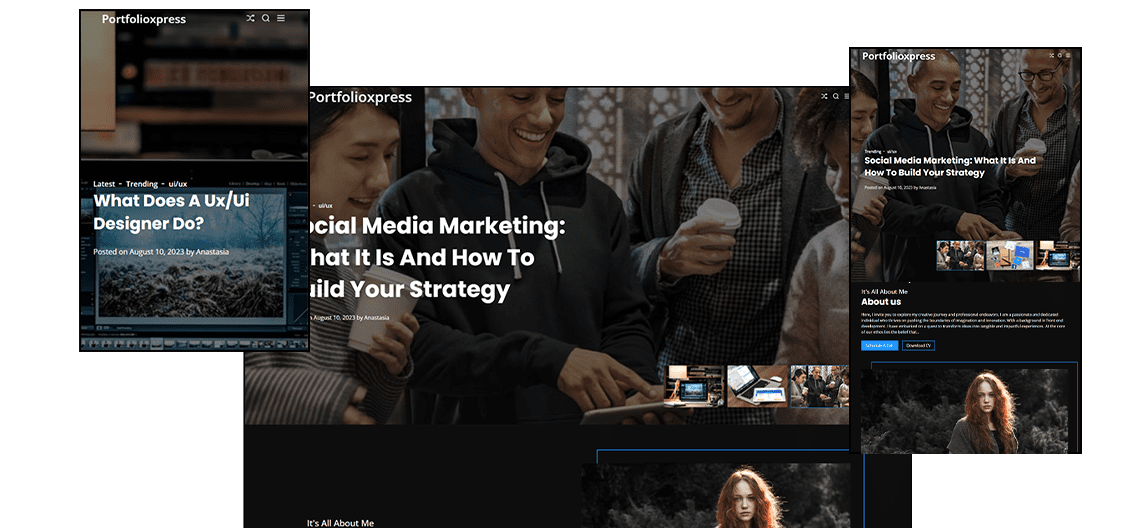 Portfolioxpress
Latest - Trending - ui/ux
What Does A Ux/Ui
Designer Do?
Posted on August 10, 2023 by Anastasia
Portfolioxpress
- ui/ux
ocial Media Marketing:
hat It Is And How To
uild Your Strategy
August 10, 2023 by Anastasia
It's All About Me
Portfolioxpress
Trending - ui/ux
Social Media Marketing: What It Is And
How To Build Your Strategy
Posted on August 10, 2023 by Anastasia
It's All About Me
About us
Here, I invite you to explore my creative journey and professional endeavors. I am a passionate and dedicated
individual who thrives on pushing the boundaries of imagination and innovation. With a background in front end
development. I have embarked on a quest to transform ideas into tangible and impactful experiences. At the core
of our ethos lies the belief that...
Schedule A Call
Download CV